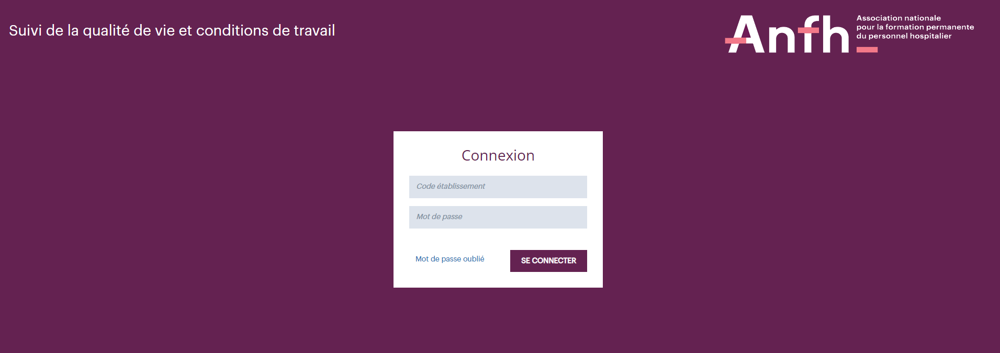 Suivi de la qualité de vie et conditions de travail
Anfh
Association nationale
pour la formation permanente
du personnel hospitalier
Connexion
Code établissement
Mot de passe
Mot de passe oublié
SE CONNECTER